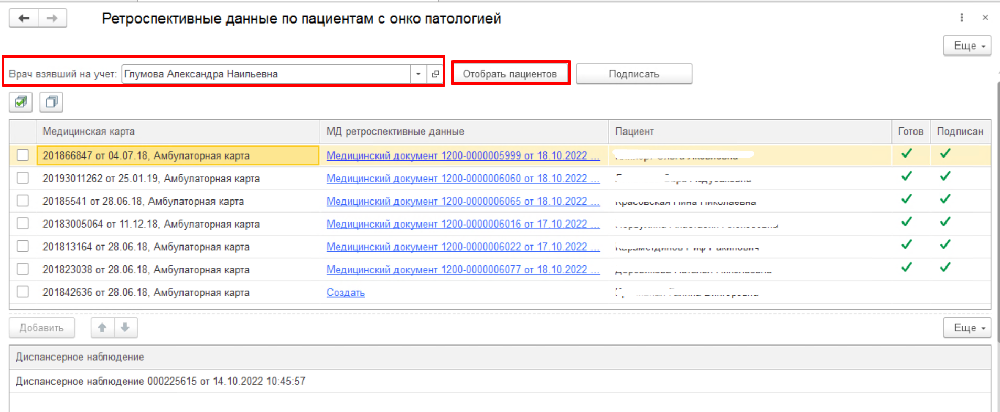 Ретроспективные данные по пациентам с онко патологией
Еще
Врач взявший на учет: Глумова Александра Наильевна
Отобрать пациентов
Подписать
Медицинская карта МД ретроспективные данные Пациент Готов Подписан
201866847 от 04.07.18, Амбулаторная карта Медицинский документ 1200-0000005999 от 18.10.2022 ...
20193011262 от 25.01.19, Амбулаторная карта Медицинский документ 1200-0000006060 от 18.10.2022 ...
20185541 от 28.06.18, Амбулаторная карта Медицинский документ 1200-0000006065 от 18.10.2022 ...
20183005064 от 11.12.18, Амбулаторная карта Медицинский документ 1200-0000006016 от 17.10.2022 ...
201813164 от 28.06.18, Амбулаторная карта Медицинский документ 1200-0000006022 от 17.10.2022 ...
201823038 от 28.06.18, Амбулаторная карта Медицинский документ 1200-0000006077 от 18.10.2022 ...
201842636 от 28.06.18, Амбулаторная карта Создать
Добавить
Еще
Диспансерное наблюдение
Диспансерное наблюдение 000225615 от 14.10.2022 10:45:57